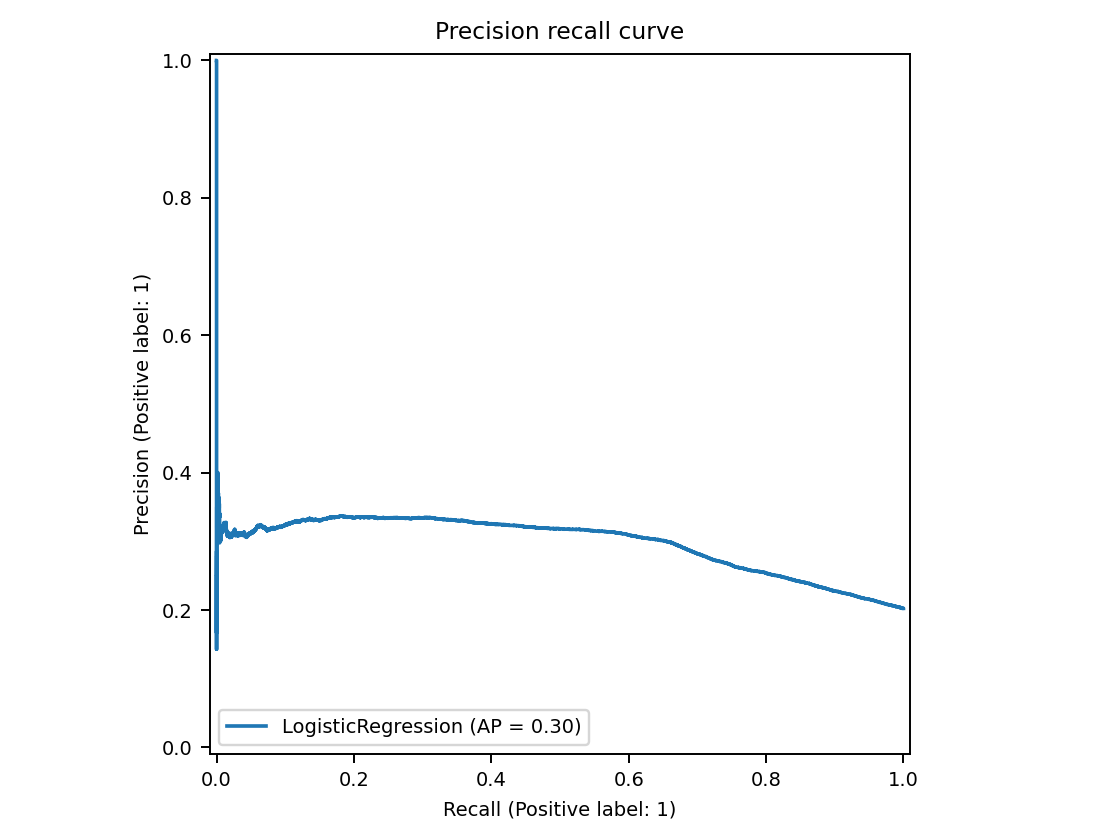 Precision recall curve
1.0
0.8
0.6
0.4
0.2
0.0
Precision (Positive label: 1)
LogisticRegression (AP = 0.30)
0.0 0.2 0.4 0.6 0.8 1.0
Recall (Positive label: 1)